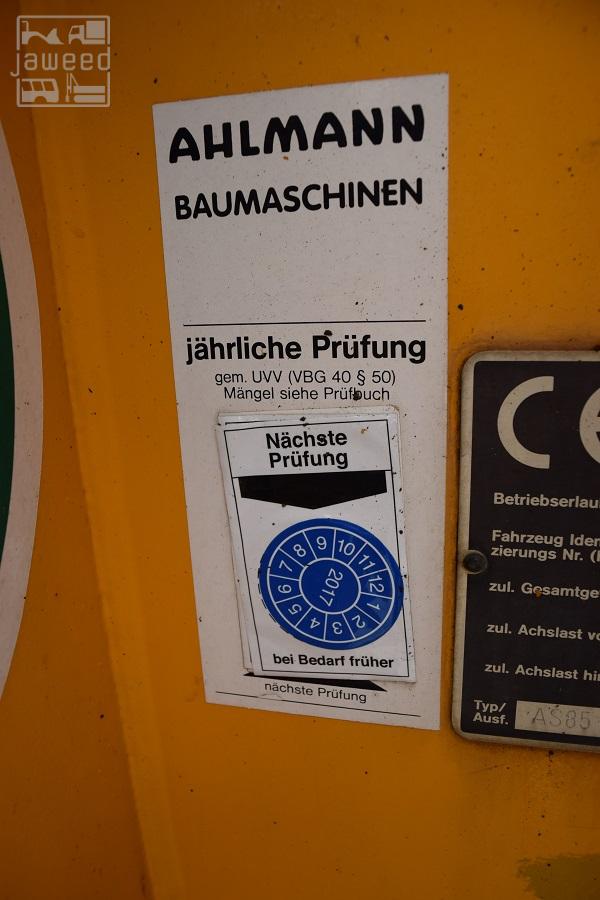 jaweed
AHLMANN
BAUMASCHINEN
jährliche Prüfung
gem. UVV (VBG 40 § 50)
Mängel siehe Prüfbuch
Nächste
Prüfung
9 10 11 12 1 2 3 4 5 6 7 8
2017
bei Bedarf früher
nächste Prüfung
CE
Betriebserlau
Fahrzeug Iden
zierungs Nr. (
zul. Gesamtge
zul. Achslast vo
zul. Achslast hin
Typ/
Ausf. AS85